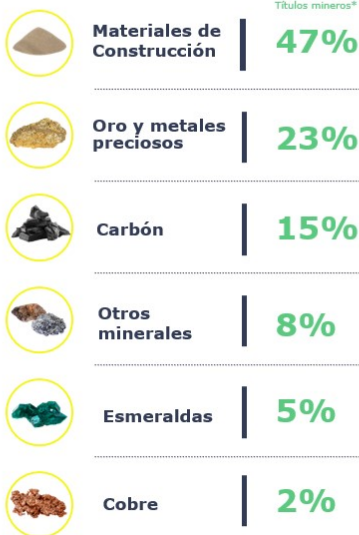 Títulos mineros*
Materiales de
Construcción
47%
Oro y metales
preciosos
23%
Carbón
15%
Otros
minerales
8%
Esmeraldas
5%
Cobre
2%